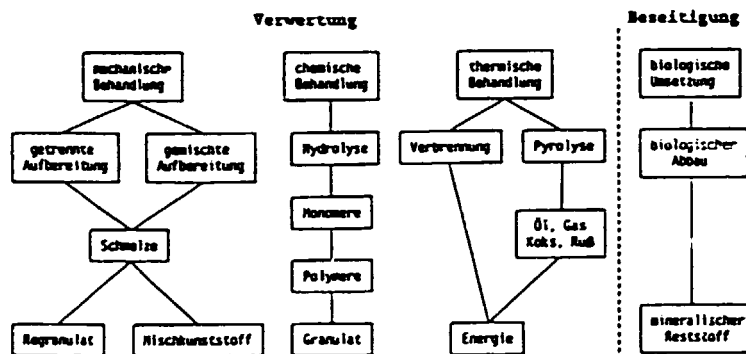 Verwertung
Beseitigung
mechanische
Behandlung
chemische
Behandlung
thermische
Behandlung
biologische
Umsetzung
getrennte
Aufbereitung
gemischte
Aufbereitung
Hydrolyse
Verbrennung
Pyrolyse
biologischer
Abbau
Monomere
Schmelze
Öl, Gas
Koks, Ruß
Polymere
Regranulat
Mischkunststoff
Granulat
Energie
mineralischer
Reststoff